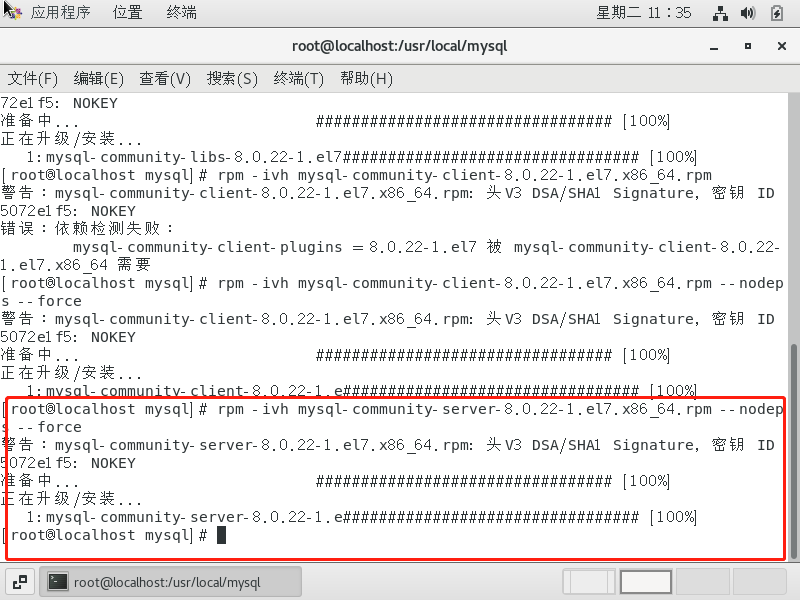 应用程序 位置 终端 星期二 11：35
root@localhost:/usr/local/mysql
文件(F) 编辑(E) 查看(V) 搜索(S) 终端(T) 帮助(H)
72e1f5: NOKEY
准备中... ################################# [100%]
正在升级/安装...
1:mysql-community-libs-8.0.22-1.el7################################# [100%]
[root@localhost mysql]# rpm -ivh mysql-community-client-8.0.22-1.el7.x86_64.rpm
警告：mysql-community-client-8.0.22-1.el7.x86_64.rpm: 头V3 DSA/SHA1 Signature, 密钥 ID
5072e1f5: NOKEY
错误：依赖检测失败：
mysql-community-client-plugins = 8.0.22-1.el7 被 mysql-community-client-8.0.22-
1.el7.x86_64 需要
[root@localhost mysql]# rpm -ivh mysql-community-client-8.0.22-1.el7.x86_64.rpm --nodep
s --force
警告：mysql-community-client-8.0.22-1.el7.x86_64.rpm: 头V3 DSA/SHA1 Signature, 密钥 ID
5072e1f5: NOKEY
准备中... ################################# [100%]
正在升级/安装...
1:mysql-community-client-8.0.22-1.e################################# [100%]
[root@localhost mysql]# rpm -ivh mysql-community-server-8.0.22-1.el7.x86_64.rpm --nodep
s --force
警告：mysql-community-server-8.0.22-1.el7.x86_64.rpm: 头V3 DSA/SHA1 Signature, 密钥 ID
5072e1f5: NOKEY
准备中... ################################# [100%]
正在升级/安装...
1:mysql-community-server-8.0.22-1.e################################# [100%]
[root@localhost mysql]#
root@localhost:/usr/local/mysql